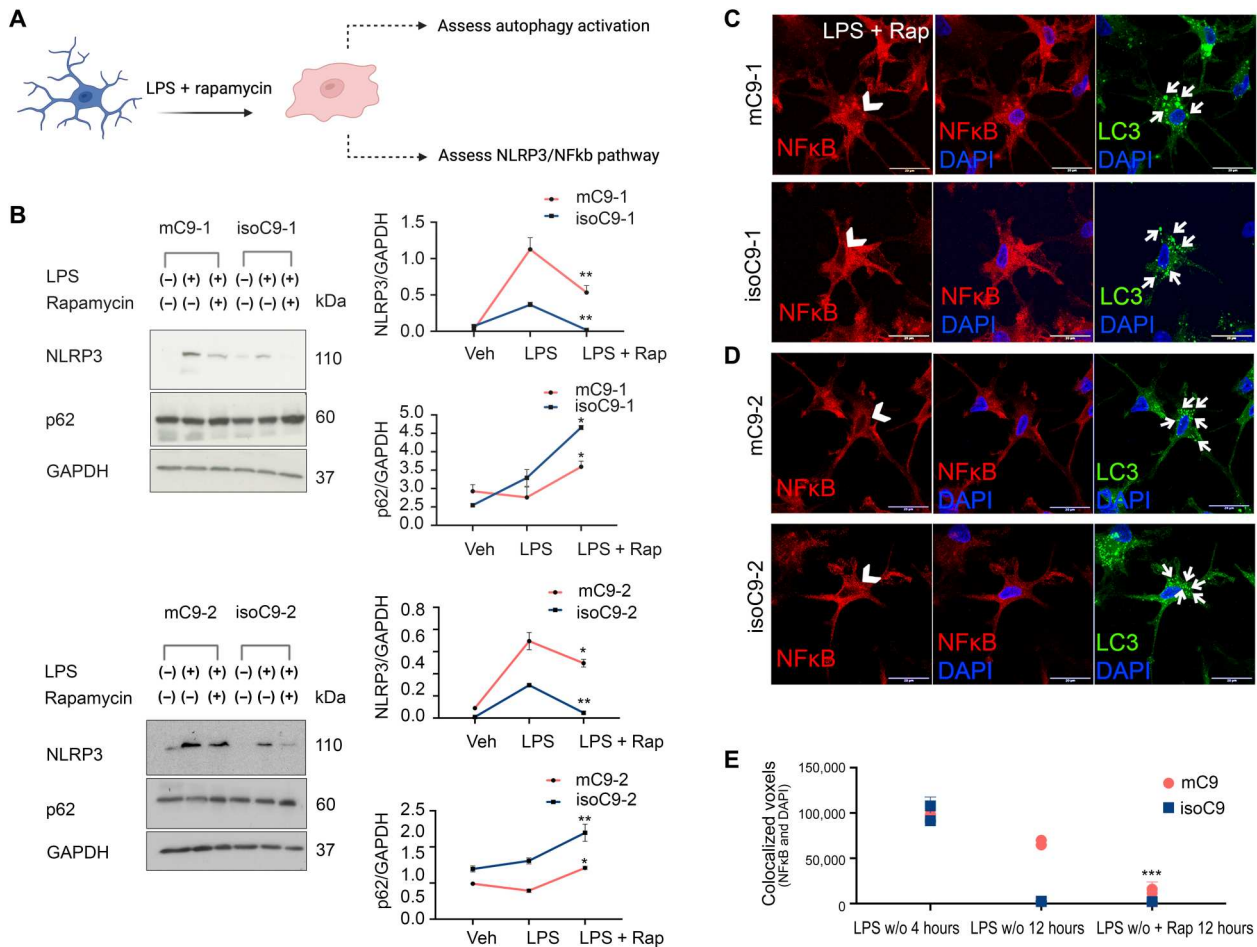 A
LPS + rapamycin
Assess autophagy activation
Assess NLRP3/NFkb pathway
B
mC9-1 isoC9-1
LPS (–) (+) (+) (–) (+) (+)
Rapamycin (–) (–) (+) (–) (–) (+) kDa
NLRP3 110
p62 60
GAPDH 37
mC9-1
isoC9-1
NLRP3/GAPDH
1.5
1.0
0.5
0.0
**
**
Veh LPS LPS + Rap
mC9-1
isoC9-1
p62/GAPDH
5.0
4.5
4.0
3.5
3.0
2.5
0.0
*
*
Veh LPS LPS + Rap
mC9-2 isoC9-2
LPS (–) (+) (+) (–) (+) (+)
Rapamycin (–) (–) (+) (–) (–) (+) kDa
NLRP3 110
p62 60
GAPDH 37
mC9-2
isoC9-2
NLRP3/GAPDH
0.8
0.6
0.4
0.2
0.0
*
**
Veh LPS LPS + Rap
mC9-2
isoC9-2
p62/GAPDH
2.0
2.0
1.5
1.0
0.5
0.0
**
*
Veh LPS LPS + Rap
C
LPS + Rap
mC9-1
NFκB
NFκB
DAPI
LC3
DAPI
isoC9-1
NFκB
NFκB
DAPI
LC3
DAPI
D
mC9-2
NFκB
NFκB
DAPI
LC3
DAPI
isoC9-2
NFκB
NFκB
DAPI
LC3
DAPI
E
Colocalized voxels
(NFκB and DAPI)
150,000
100,000
50,000
0
mC9
isoC9
***
LPS w/o 4 hours LPS w/o 12 hours LPS w/o + Rap 12 hours